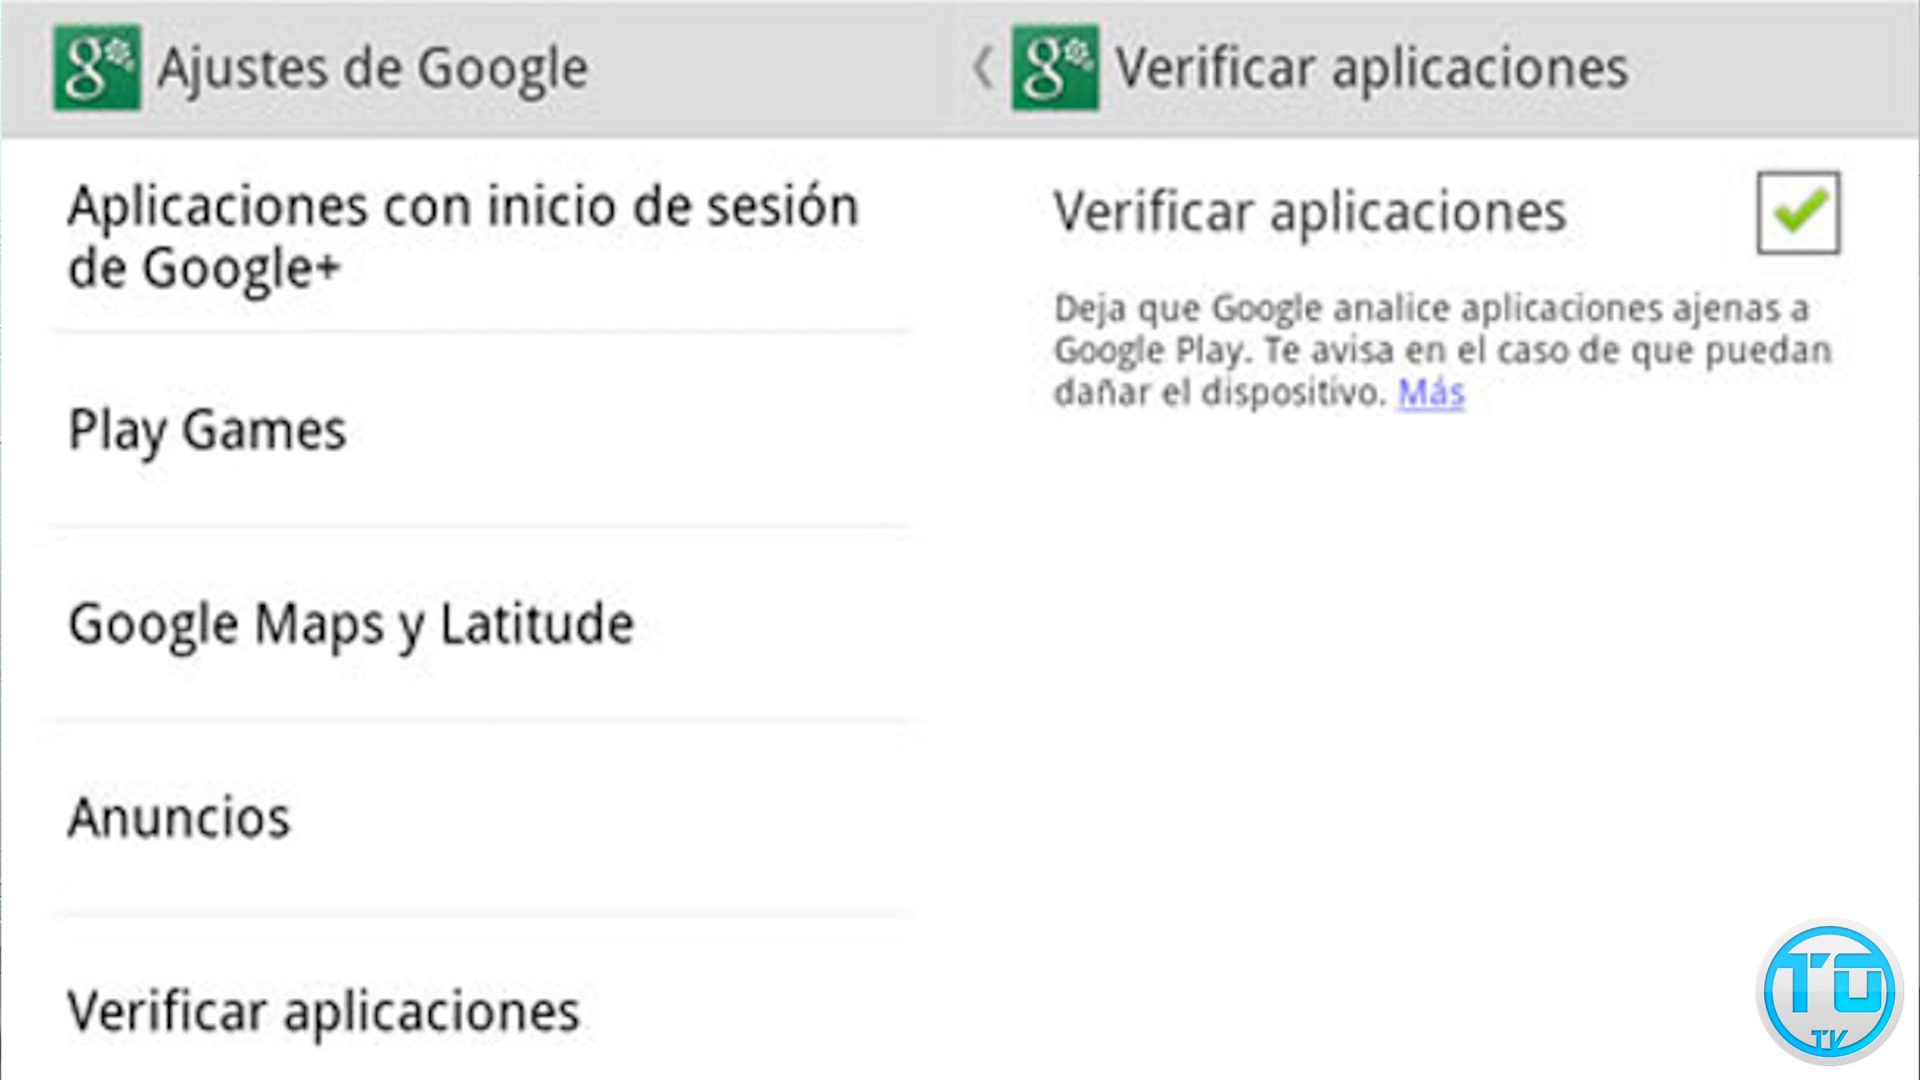 Ajustes de Google
Aplicaciones con inicio de sesión
de Google+
Play Games
Google Maps y Latitude
Anuncios
Verificar aplicaciones
Verificar aplicaciones
Verificar aplicaciones
Deja que Google analice aplicaciones ajenas a
Google Play. Te avisa en el caso de que puedan
dañar el dispositivo. Más
TO
TV